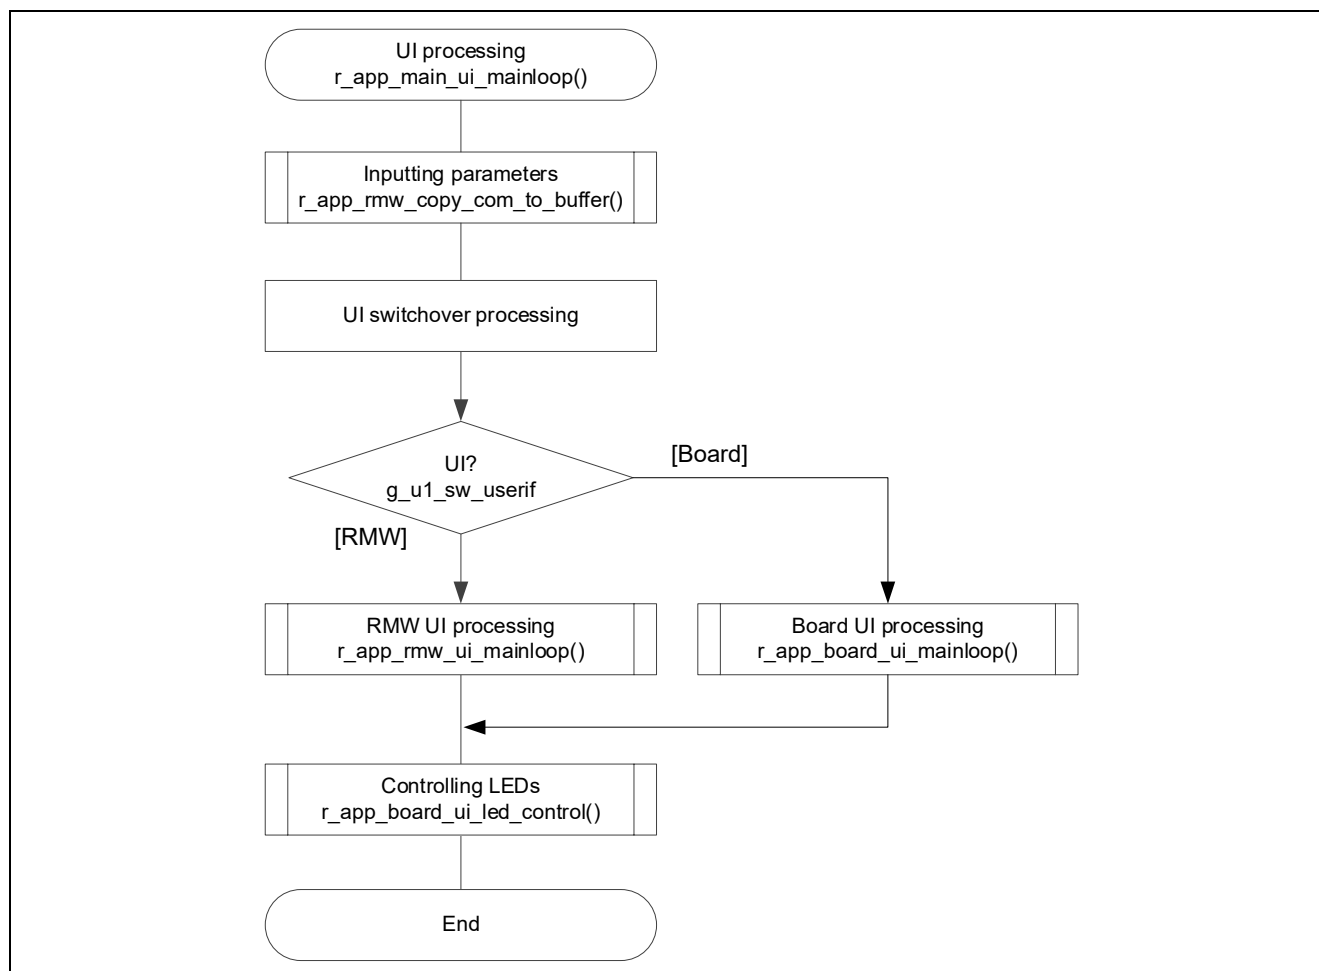 UI processing
r_app_main_ui_mainloop()
Inputting parameters
r_app_rmw_copy_com_to_buffer()
UI switchover processing
UI?
g_u1_sw_userif
[Board]
[RMW]
RMW UI processing
r_app_rmw_ui_mainloop()
Board UI processing
r_app_board_ui_mainloop()
Controlling LEDs
r_app_board_ui_led_control()
End